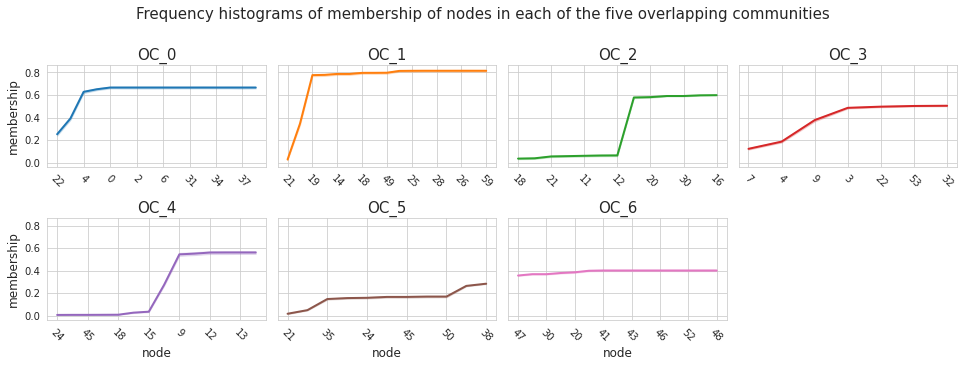 Frequency histograms of membership of nodes in each of the five overlapping communities
OC_0 OC_1 OC_2 OC_3
membership
0.8
0.6
0.4
0.2
0.0
22 4 0 2 6 31 34 37
21 19 14 18 49 25 28 26 59
18 21 11 12 20 30 16
7 4 9 3 22 53 32
OC_4 OC_5 OC_6
membership
0.8
0.6
0.4
0.2
0.0
24 45 18 15 9 12 13
21 35 24 45 50 38
47 30 20 41 43 46 52 48
node node node